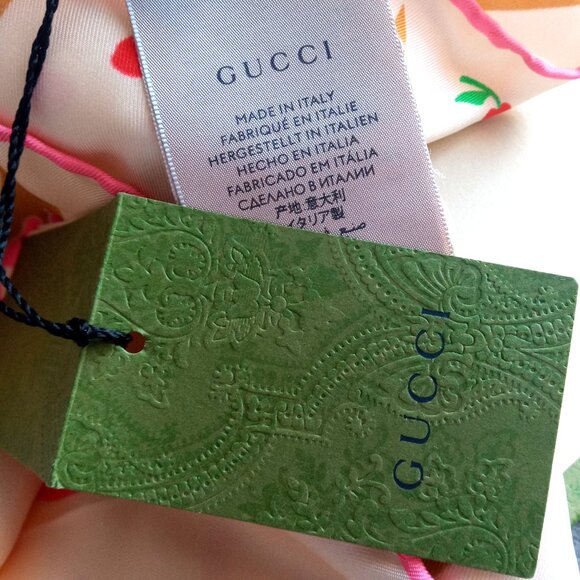 GUCCI
MADE IN ITALY
FABRIQUÉ EN ITALIE
HERGESTELLT IN ITALIEN
HECHO EN ITALIA
FABRICADO EM ITÁLIA
СДЕЛАНО В ИТАЛИИ
产地:意大利
イタリア製
GUCCI